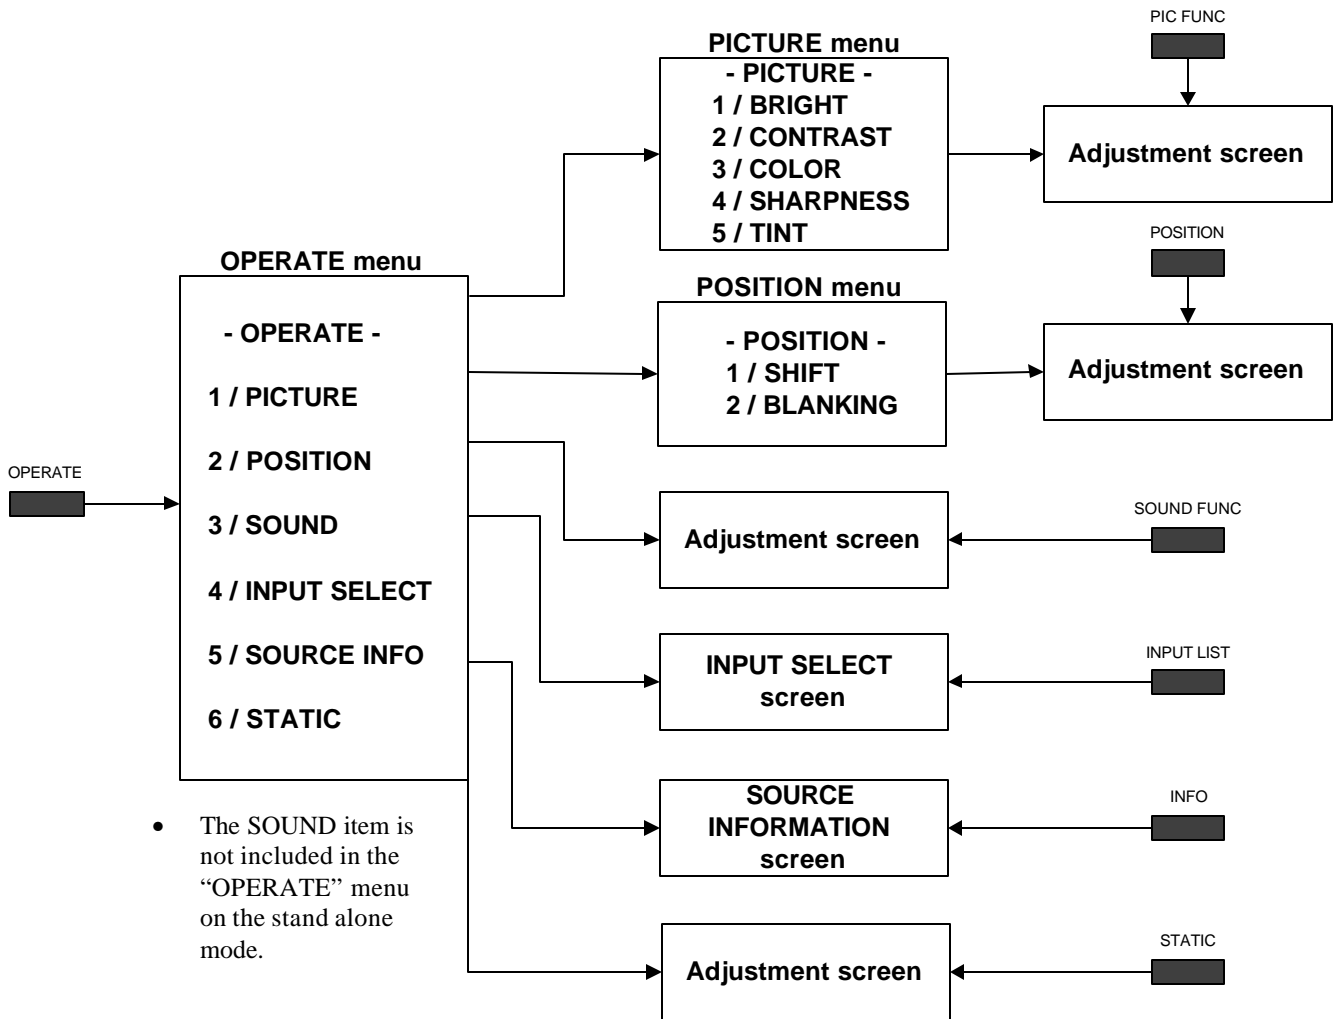 PIC FUNC
PICTURE menu
- PICTURE -
1 / BRIGHT
2 / CONTRAST
3 / COLOR
4 / SHARPNESS
5 / TINT
Adjustment screen
POSITION
OPERATE menu
- OPERATE -
1 / PICTURE
2 / POSITION
3 / SOUND
4 / INPUT SELECT
5 / SOURCE INFO
6 / STATIC
POSITION menu
- POSITION -
1 / SHIFT
2 / BLANKING
Adjustment screen
OPERATE
Adjustment screen
SOUND FUNC
INPUT SELECT
screen
INPUT LIST
SOURCE
INFORMATION
screen
INFO
• The SOUND item is
not included in the
“OPERATE” menu
on the stand alone
mode.
Adjustment screen
STATIC